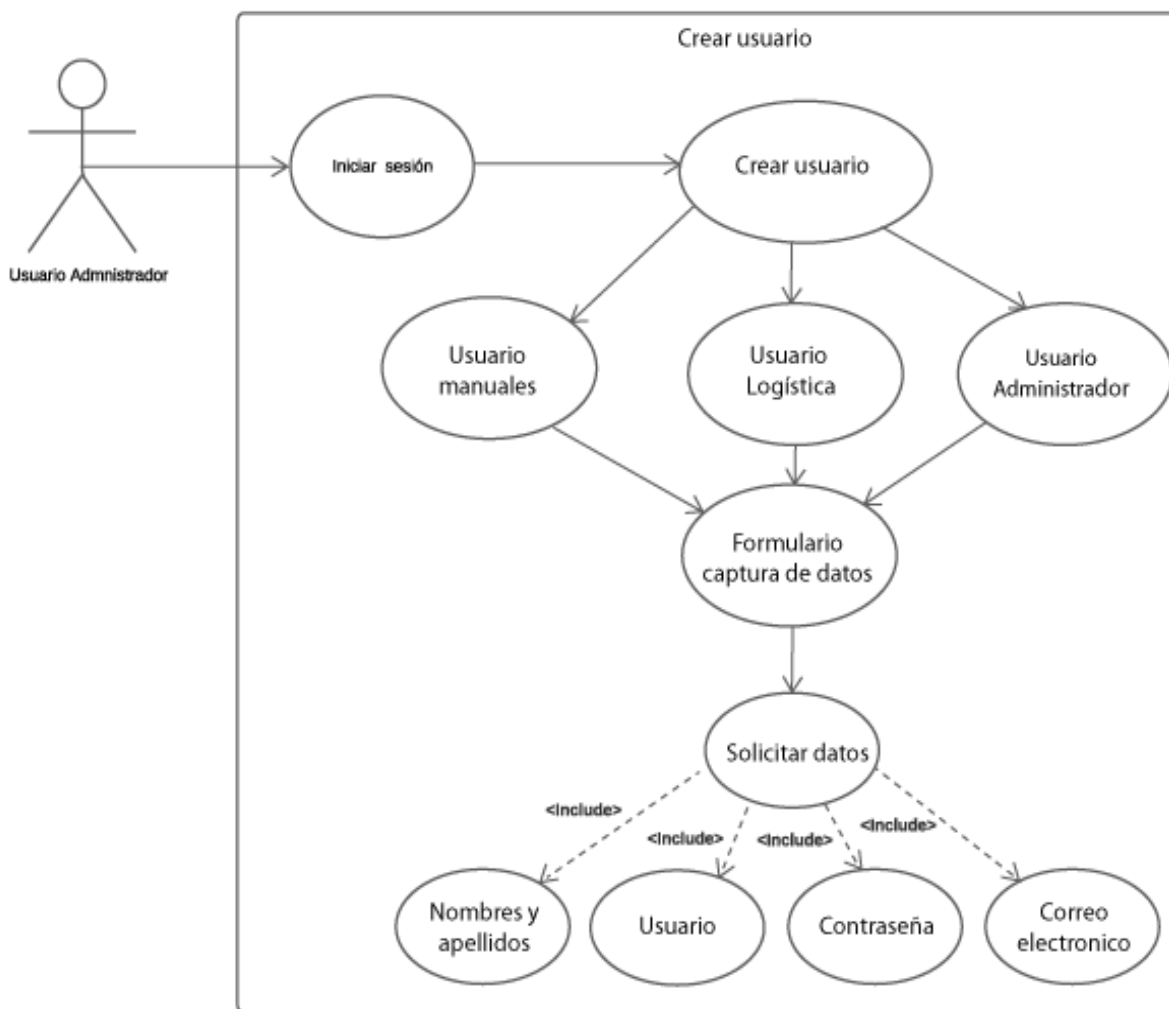 Crear usuario
Iniciar sesión
Crear usuario
Usuario Admnistrador
Usuario
manuales
Usuario
Logística
Usuario
Administrador
Formulario
captura de datos
Solicitar datos
<Include>
<Include>
<Include>
<Include>
Nombres y
apellidos
Usuario
Contraseña
Correo
electronico